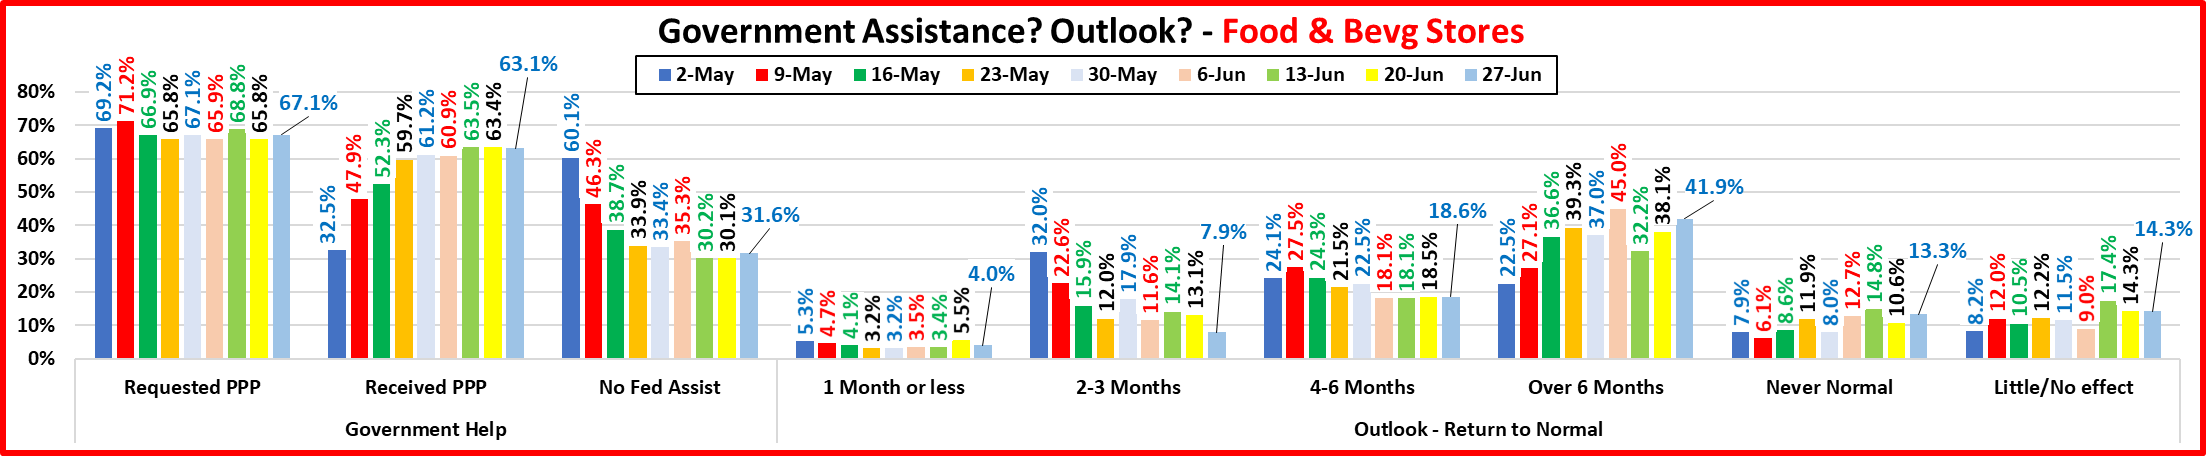 Government Assistance? Outlook? - Food & Bevg Stores
2-May 9-May 16-May 23-May 30-May 6-Jun 13-Jun 20-Jun 27-Jun
80%
70%
60%
50%
40%
30%
20%
10%
0%
69.2% 71.2% 66.9% 65.8% 67.1% 65.9% 68.8% 65.8% 67.1%
32.5% 47.9% 52.3% 59.7% 61.2% 60.9% 63.5% 63.4% 63.1%
60.1% 46.3% 38.7% 33.9% 33.4% 35.3% 30.2% 30.1% 31.6%
5.3% 4.7% 4.1% 3.2% 3.2% 3.5% 3.4% 5.5% 4.0%
32.0% 22.6% 15.9% 12.0% 17.9% 11.6% 14.1% 13.1% 7.9%
24.1% 27.5% 24.3% 21.5% 22.5% 18.1% 18.1% 18.5% 18.6%
22.5% 27.1% 36.6% 39.3% 37.0% 45.0% 32.2% 38.1% 41.9%
7.9% 6.1% 8.6% 11.9% 8.0% 12.7% 14.8% 10.6% 13.3%
8.2% 12.0% 10.5% 12.2% 11.5% 9.0% 17.4% 14.3% 14.3%
Requested PPP Received PPP No Fed Assist 1 Month or less 2-3 Months 4-6 Months Over 6 Months Never Normal Little/No effect
Government Help Outlook - Return to Normal